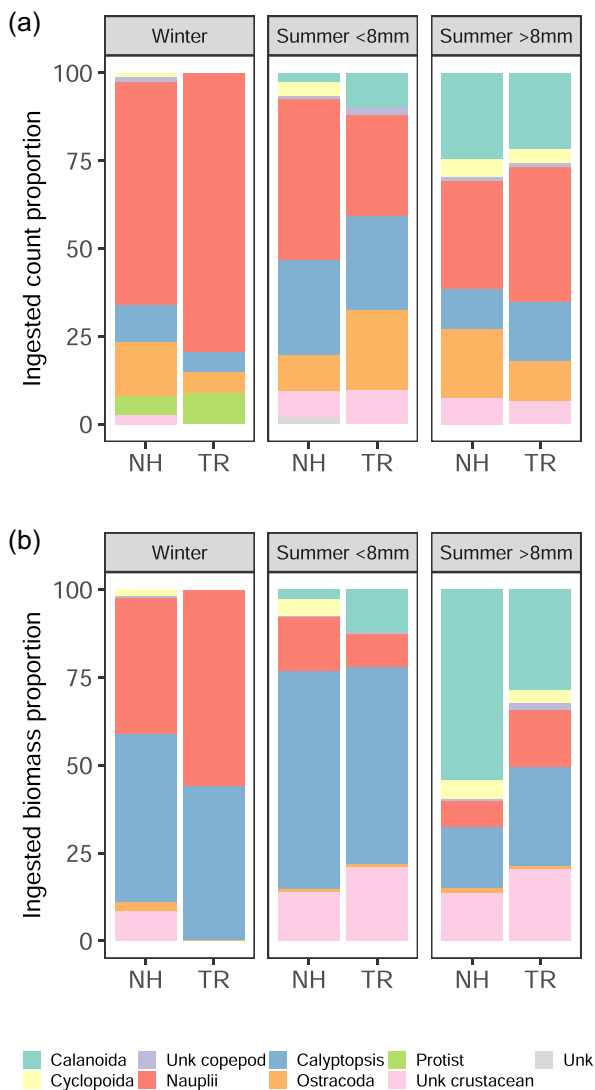 (a)
Winter Summer <8mm Summer >8mm
Ingested count proportion
100
75
50
25
0
NH TR NH TR NH TR
(b)
Winter Summer <8mm Summer >8mm
Ingested biomass proportion
100
75
50
25
0
NH TR NH TR NH TR
Calanoida Unk copepod Calyptopsis Protist Unk
Cyclopoida Nauplii Ostracoda Unk crustacean